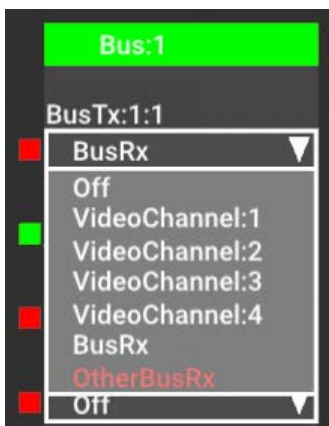 Bus:1
BusTx:1:1
BusRx
Off
VideoChannel:1
VideoChannel:2
VideoChannel:3
VideoChannel:4
BusRx
OtherBusRx
Off